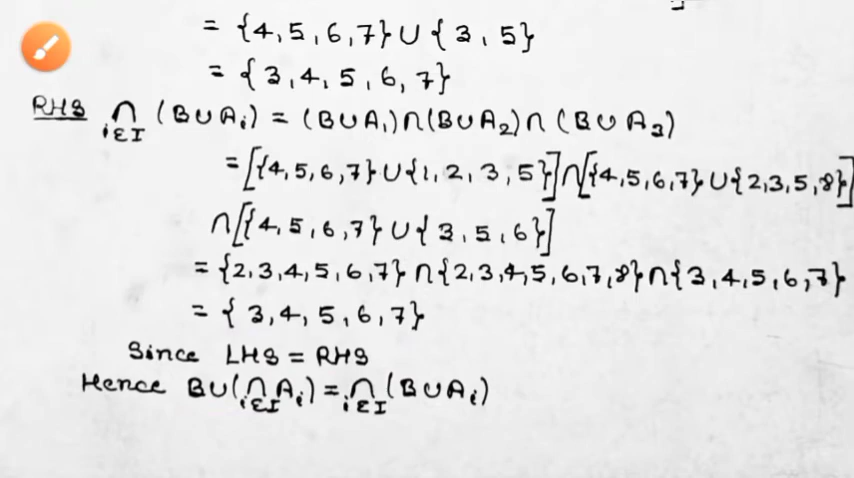 = {4,5,6,7} ∪ {3,5}
= {3,4,5,6,7}
RHS ∩ i∈I (B∪Ai) = (B∪A1)∩(B∪A2)∩(B∪A3)
= [{4,5,6,7}∪{1,2,3,5}]∩[{4,5,6,7}∪{2,3,5,8}]
∩[{4,5,6,7}∪{3,5,6}]
= {2,3,4,5,6,7}∩{2,3,4,5,6,7,8}∩{3,4,5,6,7}
= {3,4,5,6,7}
Since LHS = RHS
Hence B∪(∩ i∈I Ai) = ∩ i∈I (B∪Ai)